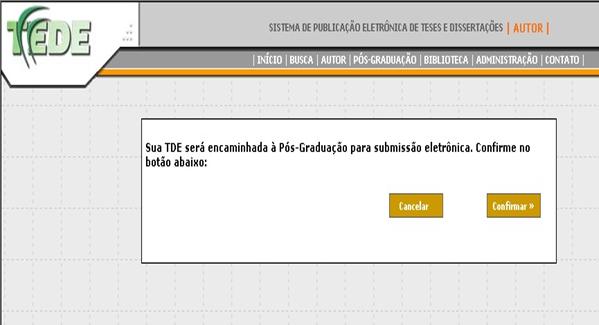 TEDE
SISTEMA DE PUBLICAÇÃO ELETRÔNICA DE TESES E DISSERTAÇÕES | AUTOR |
| INÍCIO | BUSCA | AUTOR | PÓS-GRADUAÇÃO | BIBLIOTECA | ADMINISTRAÇÃO | CONTATO |
Sua TDE será encaminhada à Pós-Graduação para submissão eletrônica. Confirme no
botão abaixo:
Cancelar Confirmar »